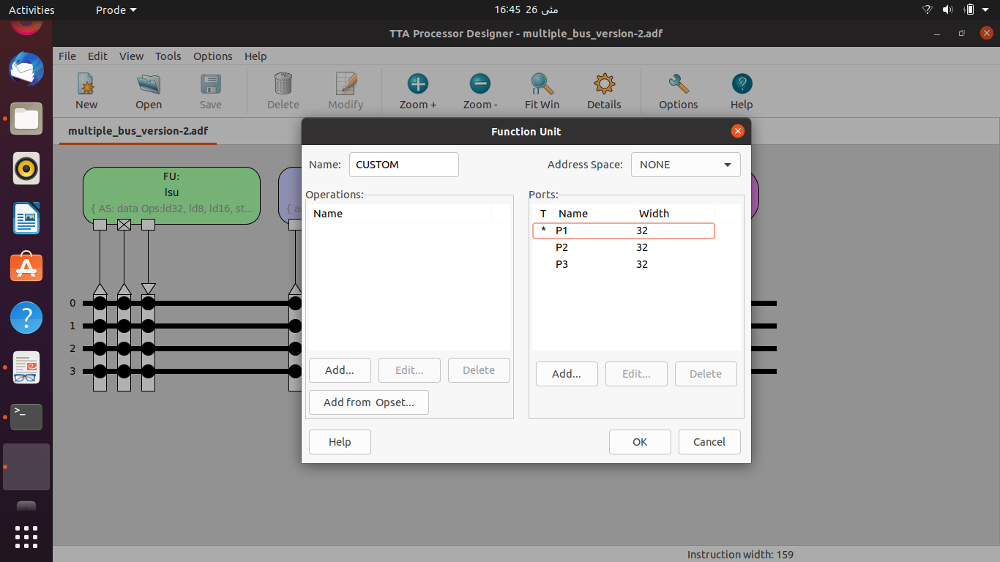 Activities Prode مئی 26 16:45
TTA Processor Designer - multiple_bus_version-2.adf
File Edit View Tools Options Help
New Open Save Delete Modify Zoom + Zoom - Fit Win Details Options Help
multiple_bus_version-2.adf
FU:
lsu
{ AS: data Ops:ld32, ld8, ld16, st...
0
1
2
3
Function Unit
Name: CUSTOM Address Space: NONE
Operations:
Name
Add... Edit... Delete
Add from Opset...
Ports:
T Name Width
* P1 32
P2 32
P3 32
Add... Edit... Delete
Help OK Cancel
Instruction width: 159